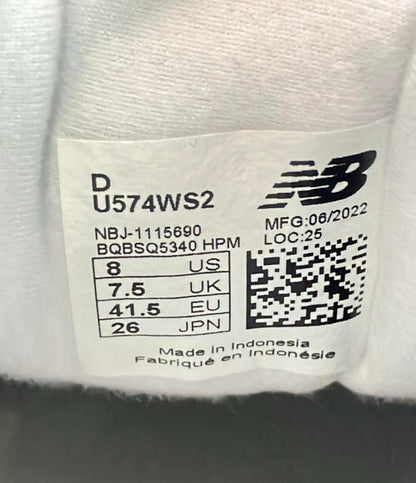 D
U574WS2
NB
MFG:06/2022
LOC:25
NBJ-1115690
BQBSQ5340 HPM
8 US
7.5 UK
41.5 EU
26 JPN
Made in Indonesia
Fabriqué en Indonésie